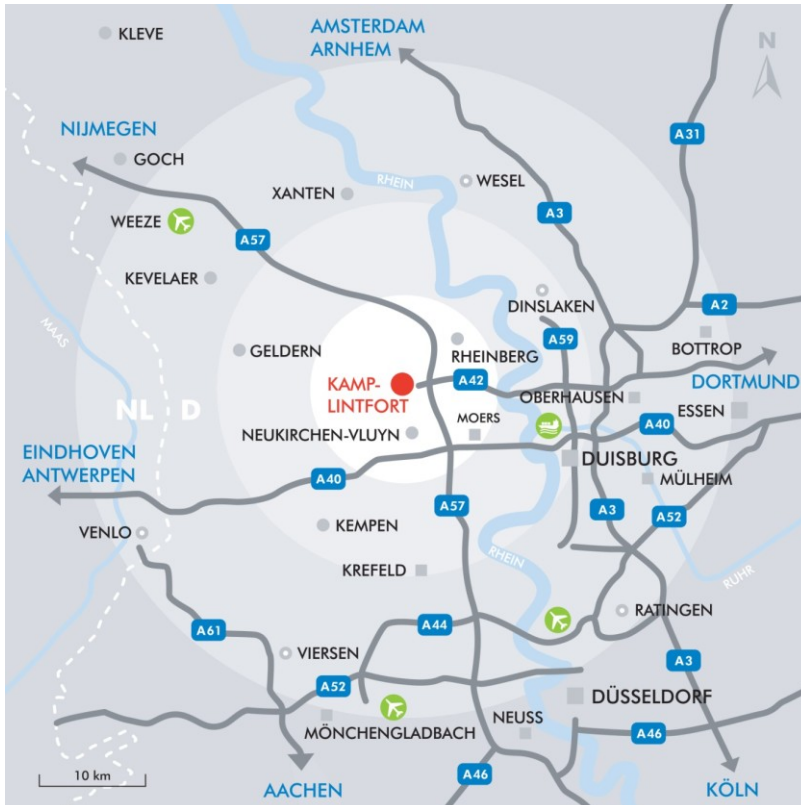 KLEVE
AMSTERDAM
ARNHEM
N
A31
NIJMEGEN
GOCH
RHEIN
WESEL
XANTEN
A3
WEEZE
A57
KEVELAER
DINSLAKEN
A2
MAAS
A59
BOTTROP
GELDERN
RHEINBERG
KAMP-
LINTFORT
A42
DORTMUND
OBERHAUSEN
NL D
ESSEN
MOERS
NEUKIRCHEN-VLUYN
A40
EINDHOVEN
ANTWERPEN
DUISBURG
A40
MÜLHEIM
A57
A3
A52
VENLO
KEMPEN
RHEIN
KREFELD
RUHR
RATINGEN
A61
A44
VIERSEN
A3
A52
DÜSSELDORF
NEUSS
MÖNCHENGLADBACH
A46
A46
10 km
AACHEN
KÖLN